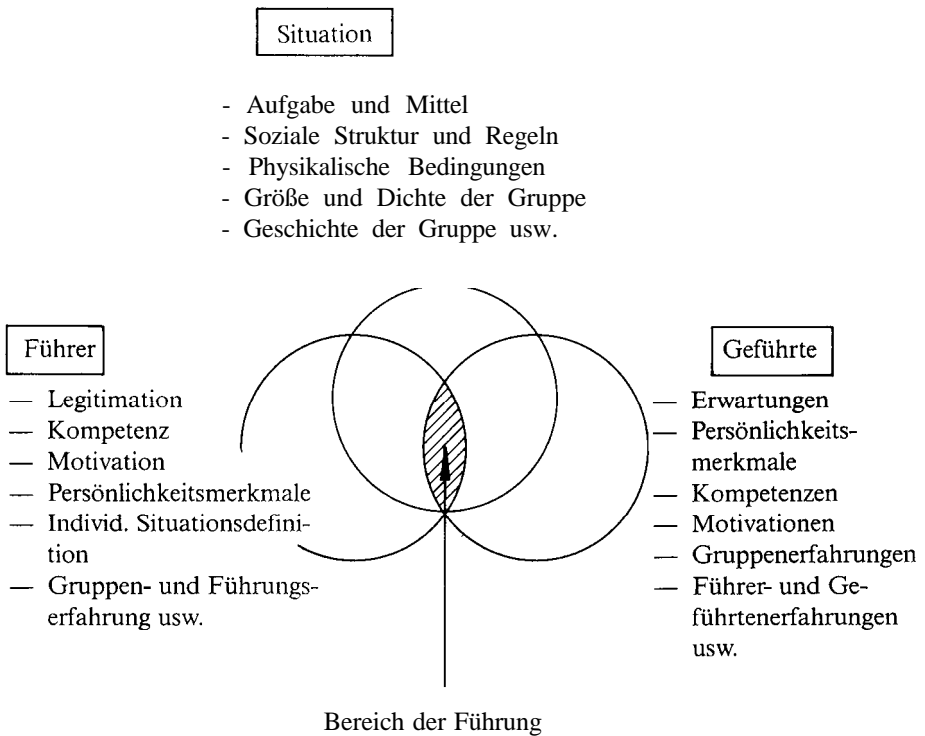 Situation
- Aufgabe und Mittel
- Soziale Struktur und Regeln
- Physikalische Bedingungen
- Größe und Dichte der Gruppe
- Geschichte der Gruppe usw.
Führer
— Legitimation
— Kompetenz
— Motivation
— Persönlichkeitsmerkmale
— Individ. Situationsdefini-
tion
— Gruppen- und Führungs-
erfahrung usw.
Geführte
— Erwartungen
— Persönlichkeits-
merkmale
— Kompetenzen
— Motivationen
— Gruppenerfahrungen
— Führer- und Ge-
führtenerfahrungen
usw.
Bereich der Führung